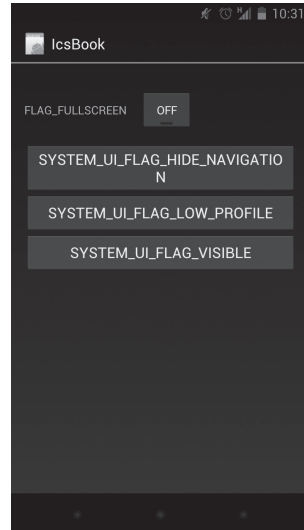 H 10:31
IcsBook
FLAG_FULLSCREEN OFF
SYSTEM_UI_FLAG_HIDE_NAVIGATIO
N
SYSTEM_UI_FLAG_LOW_PROFILE
SYSTEM_UI_FLAG_VISIBLE